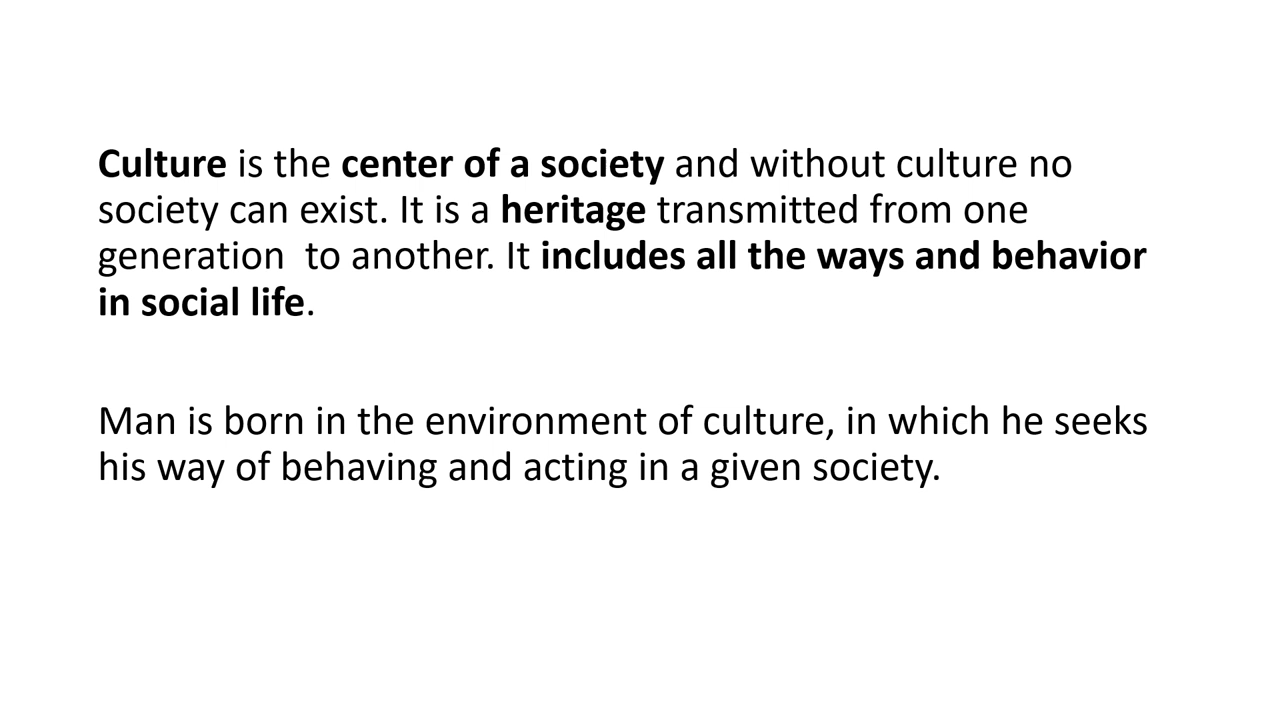 Culture is the center of a society and without culture no
society can exist. It is a heritage transmitted from one
generation  to another. It includes all the ways and behavior
in social life.
Man is born in the environment of culture, in which he seeks
his way of behaving and acting in a given society.